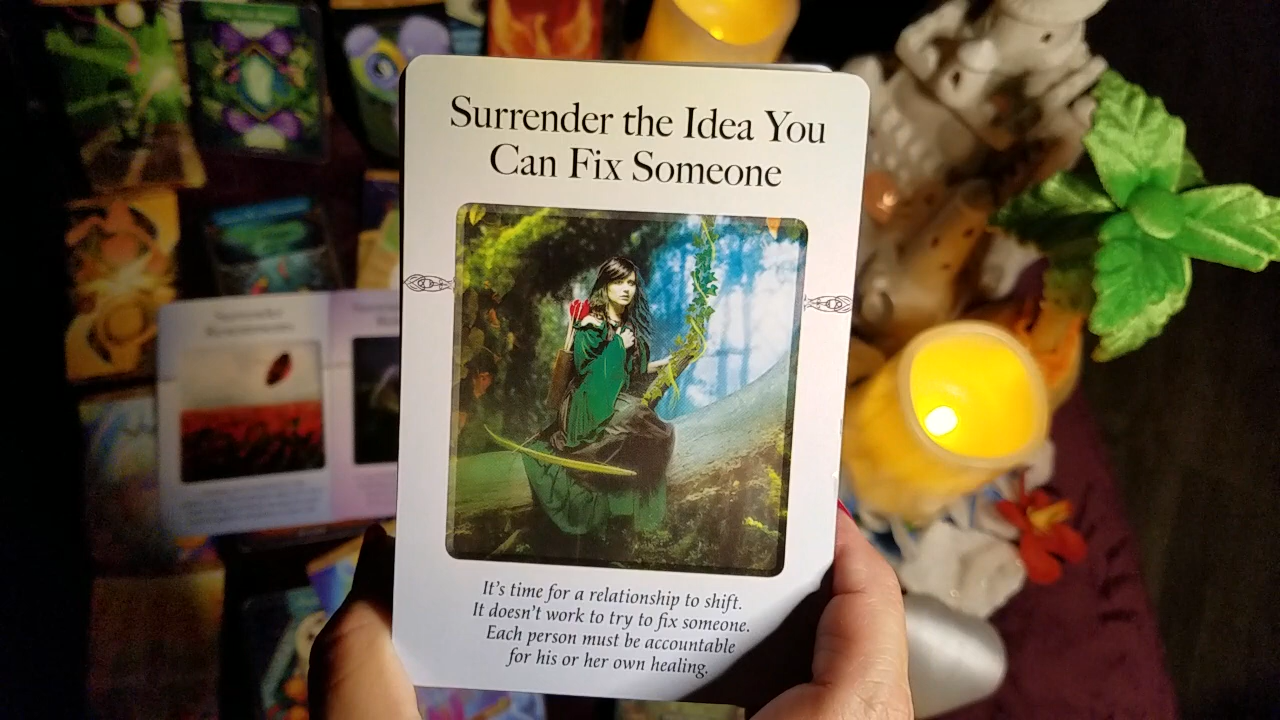 Surrender the Idea You
Can Fix Someone
It's time for a relationship to shift.
It doesn't work to try to fix someone.
Each person must be accountable
for his or her own healing.